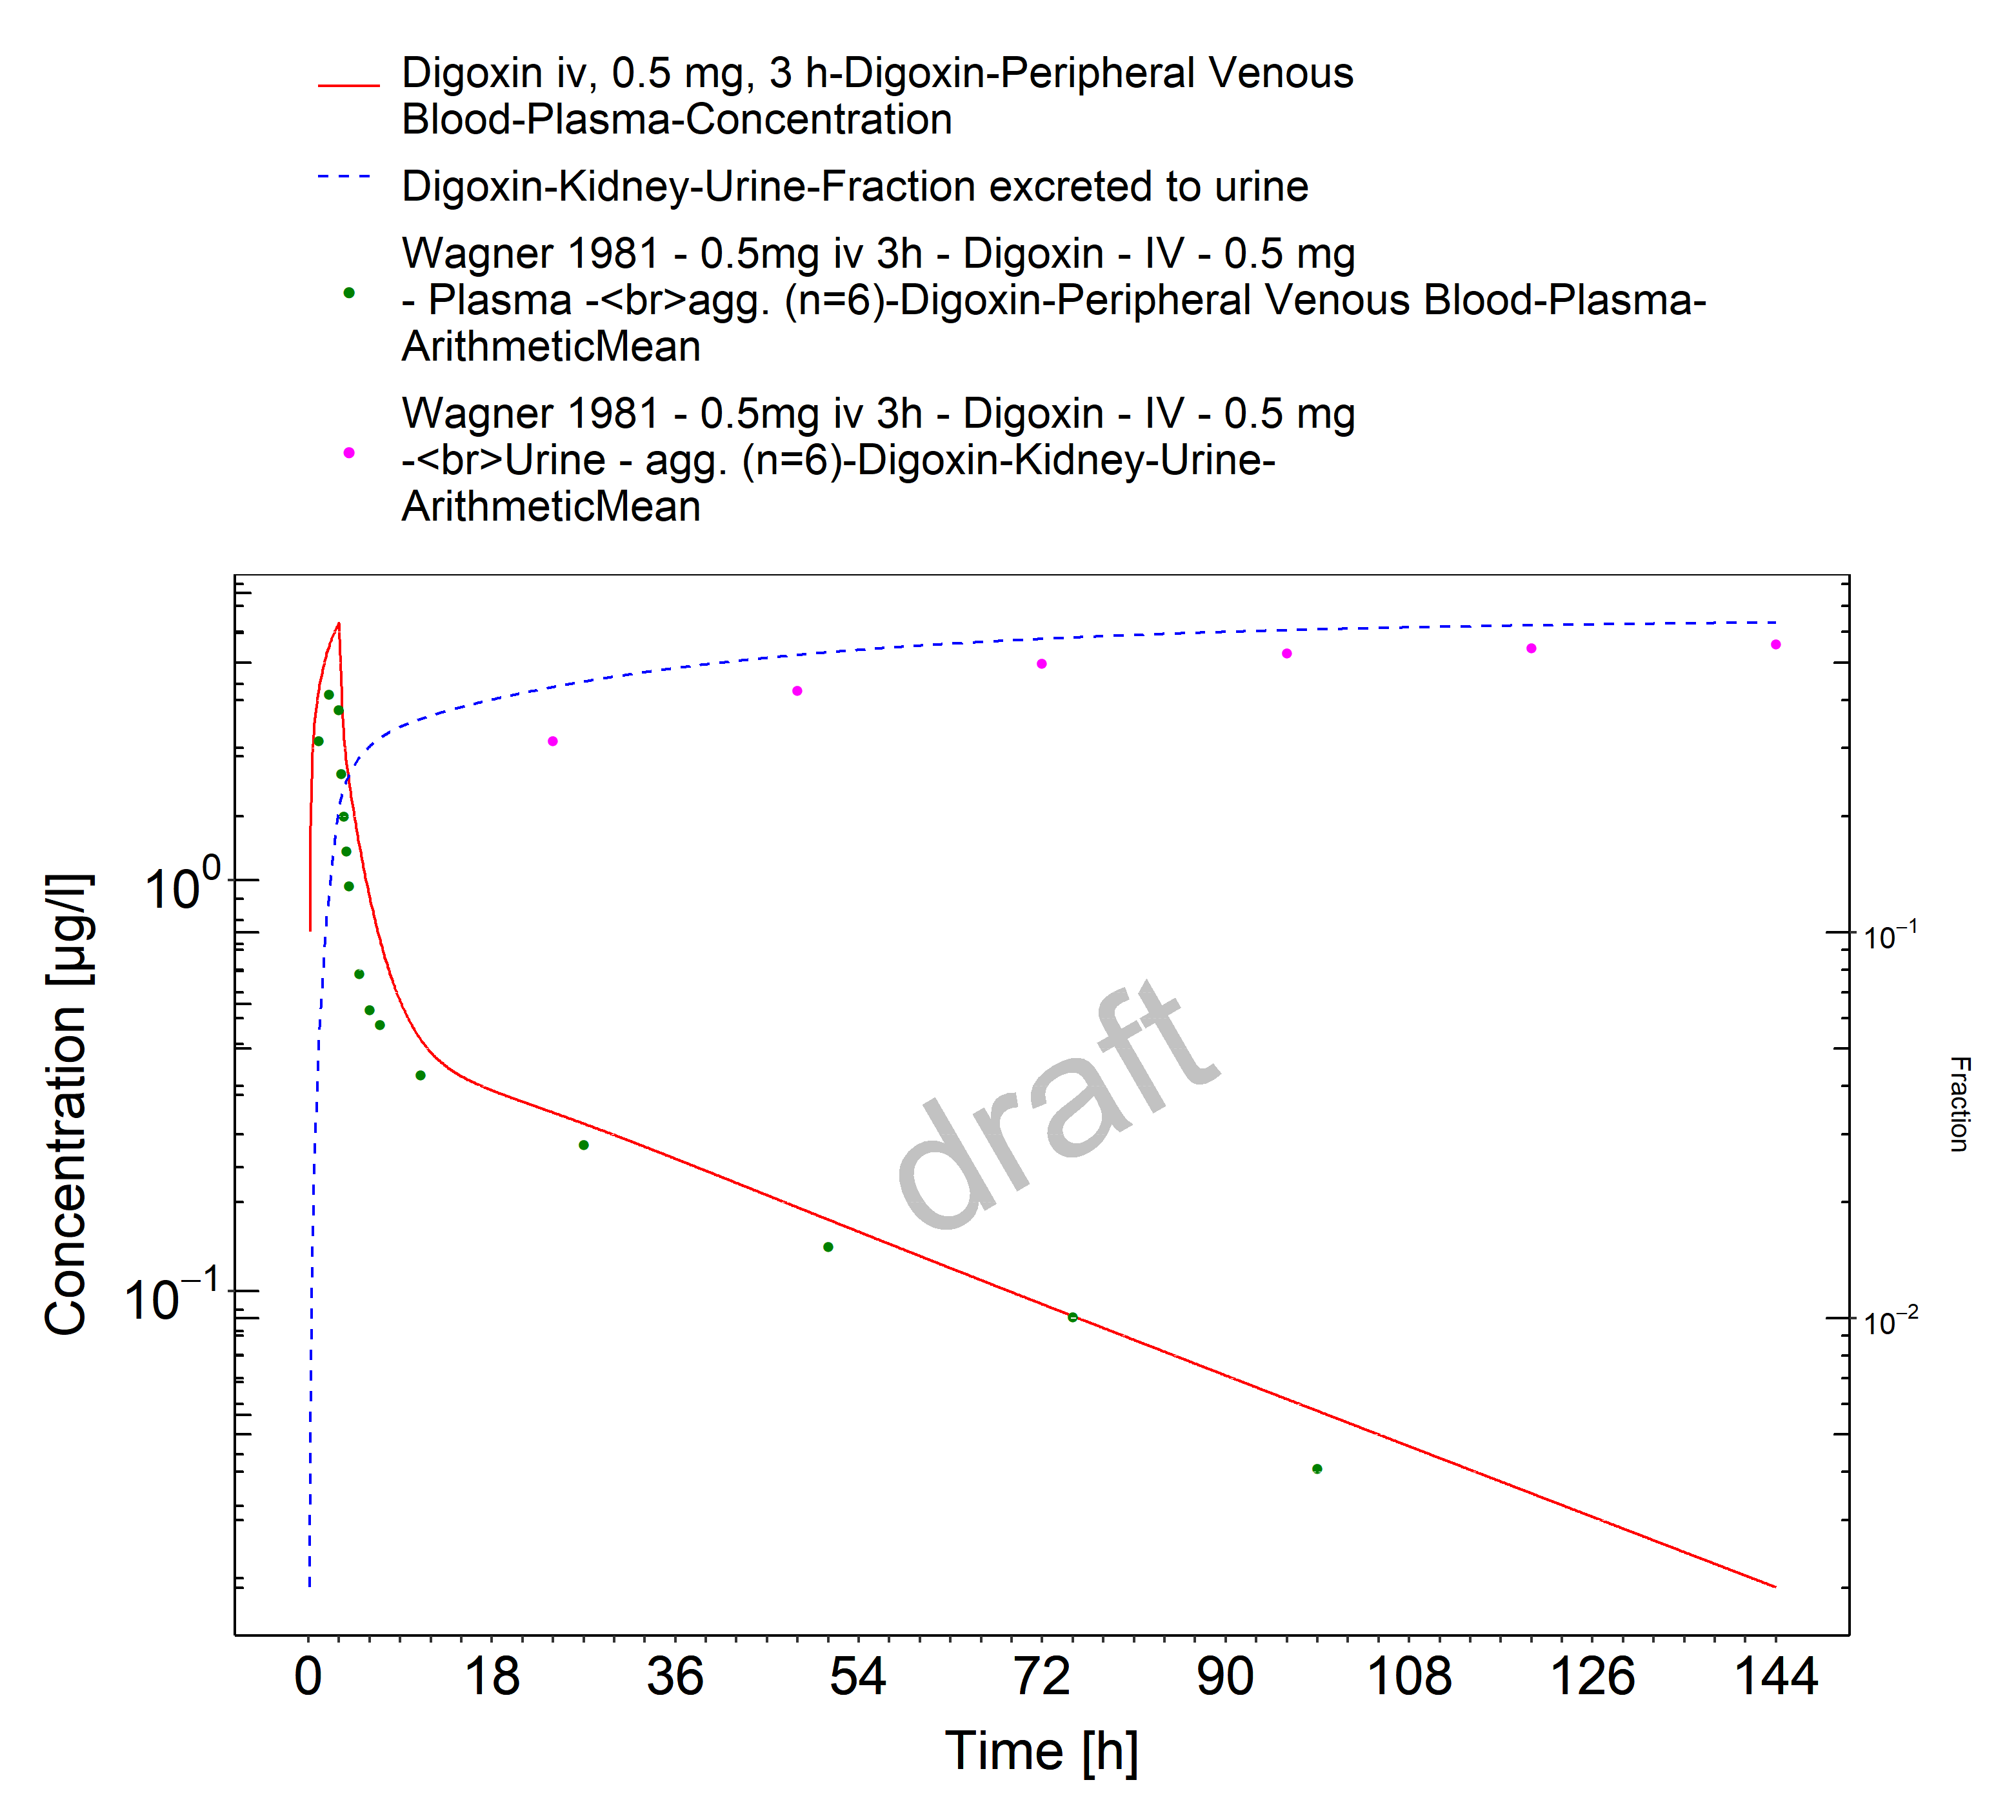 Digoxin iv, 0.5 mg, 3 h-Digoxin-Peripheral Venous
Blood-Plasma-Concentration
Digoxin-Kidney-Urine-Fraction excreted to urine
Wagner 1981 - 0.5mg iv 3h - Digoxin - IV - 0.5 mg
- Plasma -<br>agg. (n=6)-Digoxin-Peripheral Venous Blood-Plasma-
ArithmeticMean
Wagner 1981 - 0.5mg iv 3h - Digoxin - IV - 0.5 mg
-<br>Urine - agg. (n=6)-Digoxin-Kidney-Urine-
ArithmeticMean
Concentration [µg/l]
10⁰
10⁻¹
draft
10⁻¹
10⁻²
Fraction
0 18 36 54 72 90 108 126 144
Time [h]